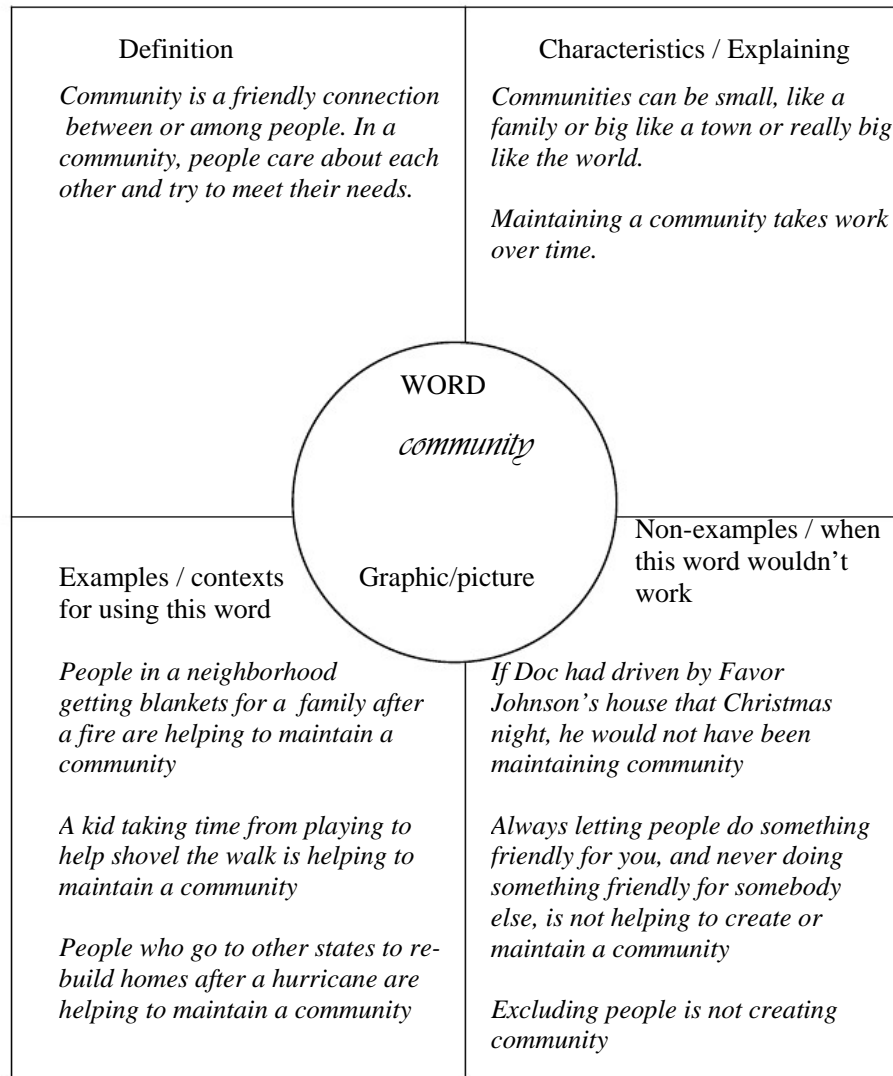 Definition
Community is a friendly connection
between or among people. In a
community, people care about each
other and try to meet their needs.
Characteristics / Explaining
Communities can be small, like a
family or big like a town or really big
like the world.
Maintaining a community takes work
over time.
WORD
community
Graphic/picture
Examples / contexts
for using this word
People in a neighborhood
getting blankets for a family after
a fire are helping to maintain a
community
A kid taking time from playing to
help shovel the walk is helping to
maintain a community
People who go to other states to re-
build homes after a hurricane are
helping to maintain a community
Non-examples / when
this word wouldn’t
work
If Doc had driven by Favor
Johnson’s house that Christmas
night, he would not have been
maintaining community
Always letting people do something
friendly for you, and never doing
something friendly for somebody
else, is not helping to create or
maintain a community
Excluding people is not creating
community